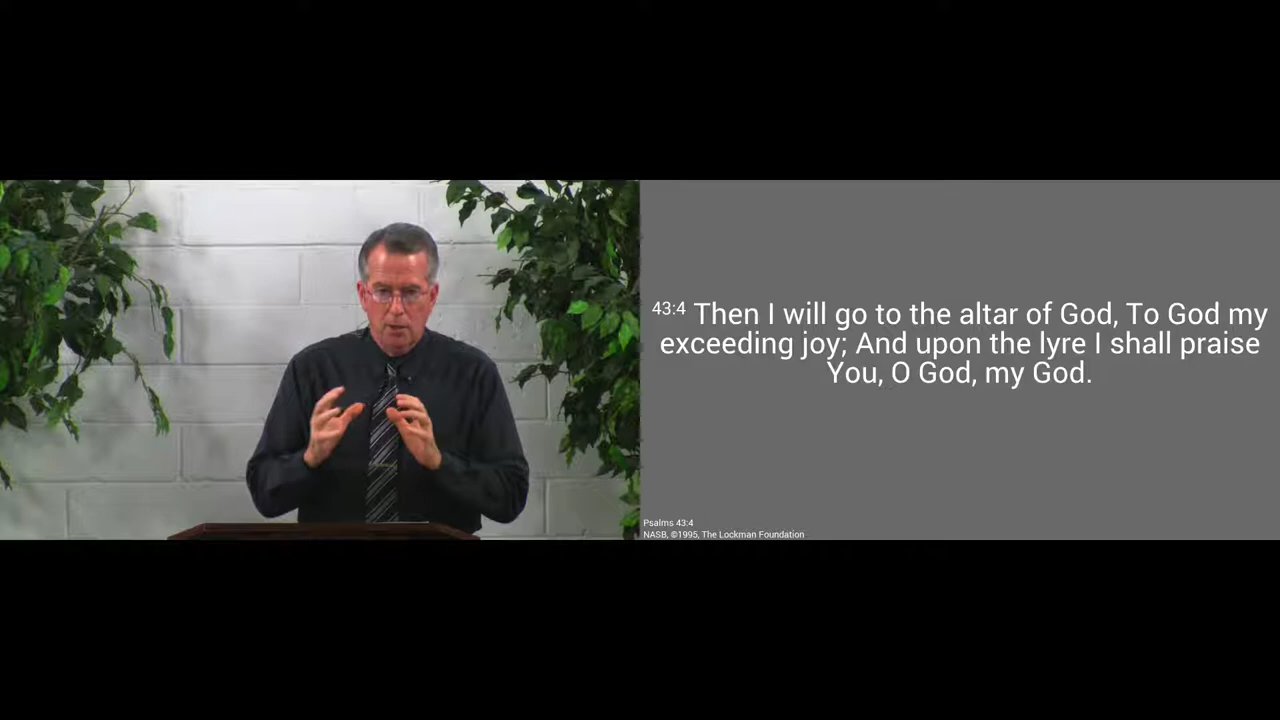 43:4 Then I will go to the altar of God, To God my
exceeding joy; And upon the lyre I shall praise
You, O God, my God.
Psalms 43:4
NASB, ©1995, The Lockman Foundation